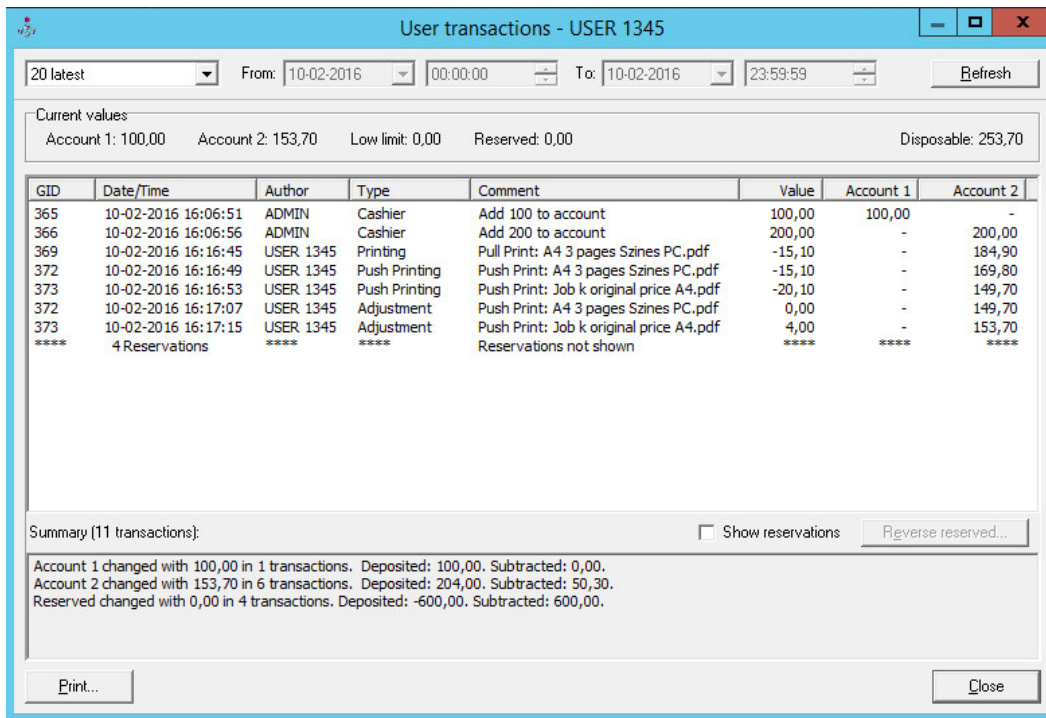 User transactions - USER 1345
20 latest From: 10-02-2016 00:00:00 To: 10-02-2016 23:59:59 Refresh
Current values
Account 1: 100,00 Account 2: 153,70 Low limit: 0,00 Reserved: 0,00 Disposable: 253,70
GID Date/Time Author Type Comment Value Account 1 Account 2
365 10-02-2016 16:06:51 ADMIN Cashier Add 100 to account 100,00 100,00 -
366 10-02-2016 16:06:56 ADMIN Cashier Add 200 to account 200,00 - 200,00
369 10-02-2016 16:16:45 USER 1345 Printing Pull Print: A4 3 pages Szines PC.pdf -15,10 - 184,90
372 10-02-2016 16:16:49 USER 1345 Push Printing Push Print: A4 3 pages Szines PC.pdf -15,10 - 169,80
373 10-02-2016 16:16:53 USER 1345 Push Printing Push Print: Job k original price A4.pdf -20,10 - 149,70
372 10-02-2016 16:17:07 USER 1345 Adjustment Push Print: A4 3 pages Szines PC.pdf 0,00 - 149,70
373 10-02-2016 16:17:15 USER 1345 Adjustment Push Print: Job k original price A4.pdf 4,00 - 153,70
**** 4 Reservations **** **** Reservations not shown **** **** ****
Summary (11 transactions): Show reservations Reverse reserved...
Account 1 changed with 100,00 in 1 transactions. Deposited: 100,00. Subtracted: 0,00.
Account 2 changed with 153,70 in 6 transactions. Deposited: 204,00. Subtracted: 50,30.
Reserved changed with 0,00 in 4 transactions. Deposited: -600,00. Subtracted: 600,00.
Print... Close